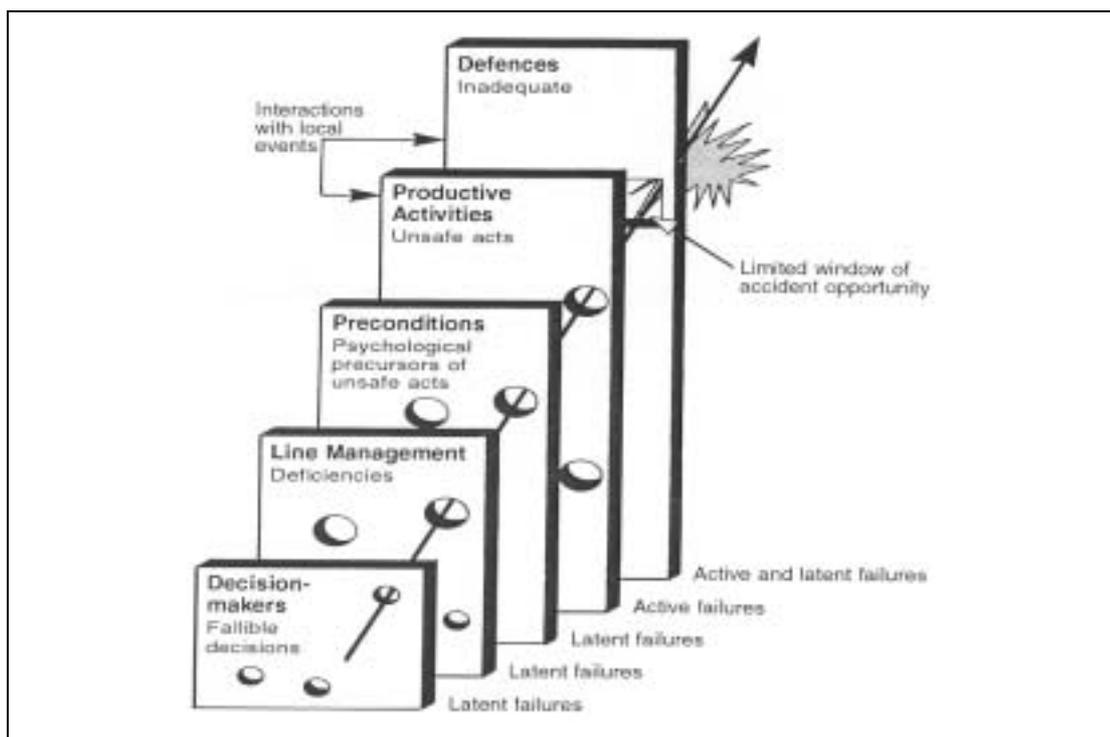 Defences
Inadequate
Interactions
with local
events
Productive
Activities
Unsafe acts
Limited window of
accident opportunity
Preconditions
Psychological
precursors of
unsafe acts
Line Management
Deficiencies
Decision-
makers
Fallible
decisions
Active and latent failures
Active failures
Latent failures
Latent failures
Latent failures